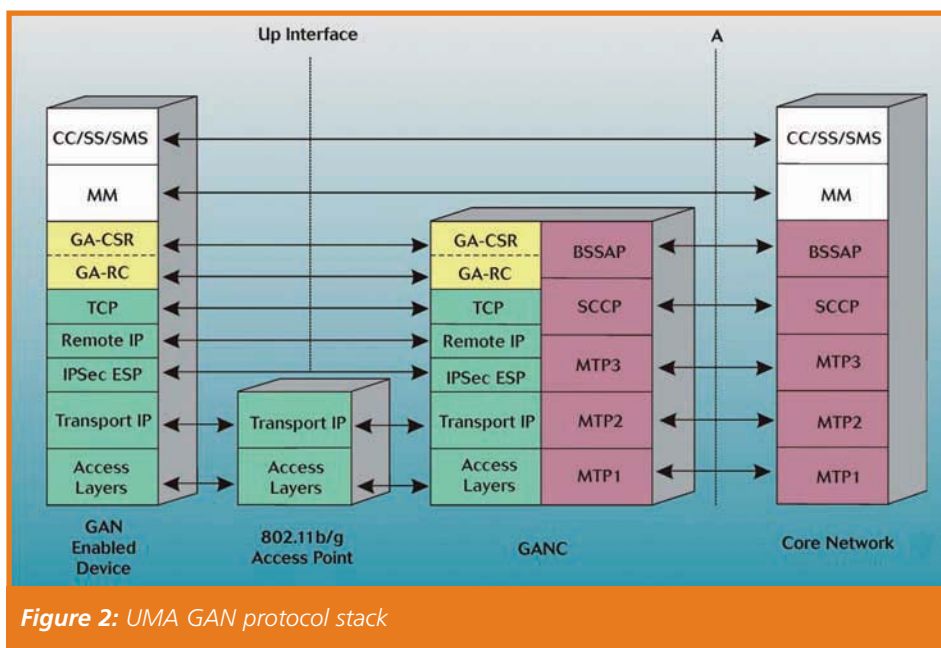 Up Interface
A
CC/SS/SMS
MM
GA-CSR
GA-RC
TCP
Remote IP
IPSec ESP
Transport IP
Access
Layers
GAN
Enabled
Device
Transport IP
Access
Layers
802.11b/g
Access Point
GA-CSR
GA-RC
TCP
Remote IP
IPSec ESP
Transport IP
Access
Layers
BSSAP
SCCP
MTP3
MTP2
MTP1
GANC
CC/SS/SMS
MM
BSSAP
SCCP
MTP3
MTP2
MTP1
Core Network
Figure 2: UMA GAN protocol stack